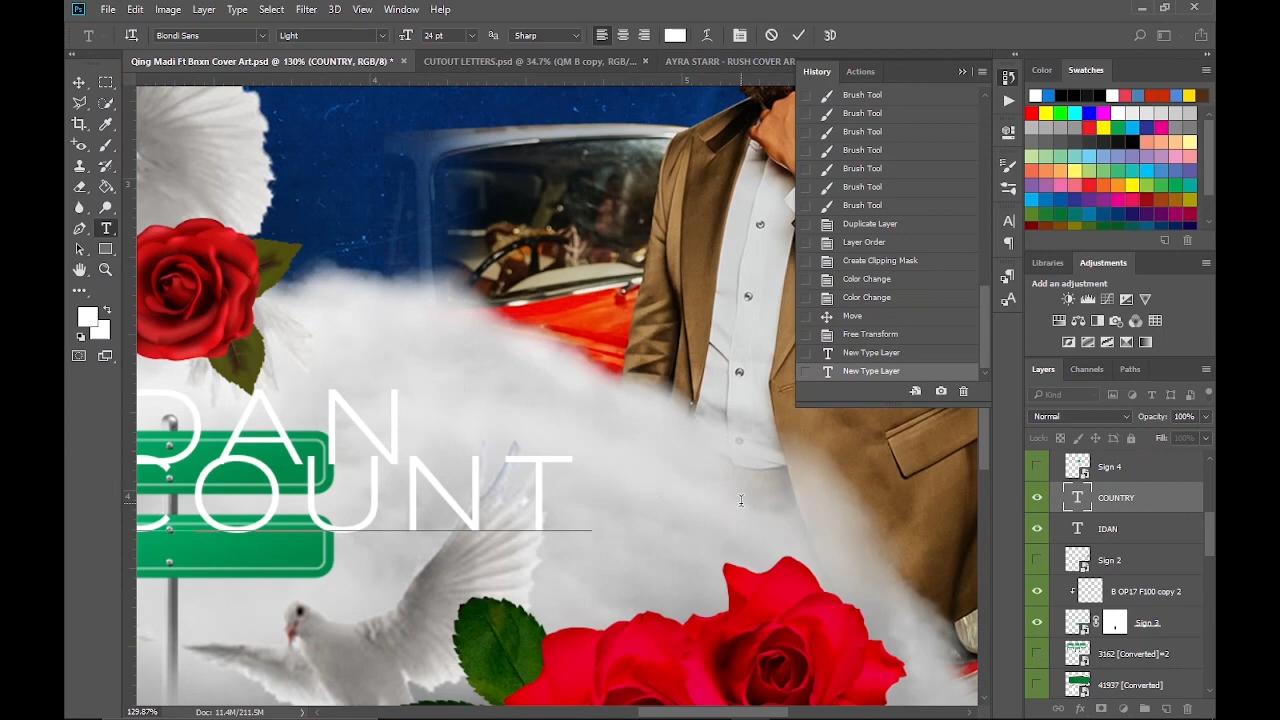 Ps File Edit Image Layer Type Select Filter 3D View Window Help
T Blondl Sans Light 24 pt Sharp 3D
Qing Madi Ft Bnxn Cover Art.psd @ 130% (COUNTRY, RGB/8) * CUTOUT LETTERS.psd @ 34.7% (QM B copy, RGB/... AYRA STARR - RUSH COVER AR
4 5
3
4
History Actions
Brush Tool
Brush Tool
Brush Tool
Brush Tool
Brush Tool
Brush Tool
Brush Tool
Duplicate Layer
Layer Order
Create Clipping Mask
Color Change
Color Change
Move
Free Transform
New Type Layer
New Type Layer
Color Swatches
Libraries Adjustments
Add an adjustment
Layers Channels Paths
Kind
Normal Opacity: 100%
Lock: Fill: 100%
Sign 4
COUNTRY
IDAN
Sign 2
B OP17 F100 copy 2
3162 [Converted]=2
41937 [Converted]
DAN
COUNT
129.87% Doc: 11.4M/211.5M